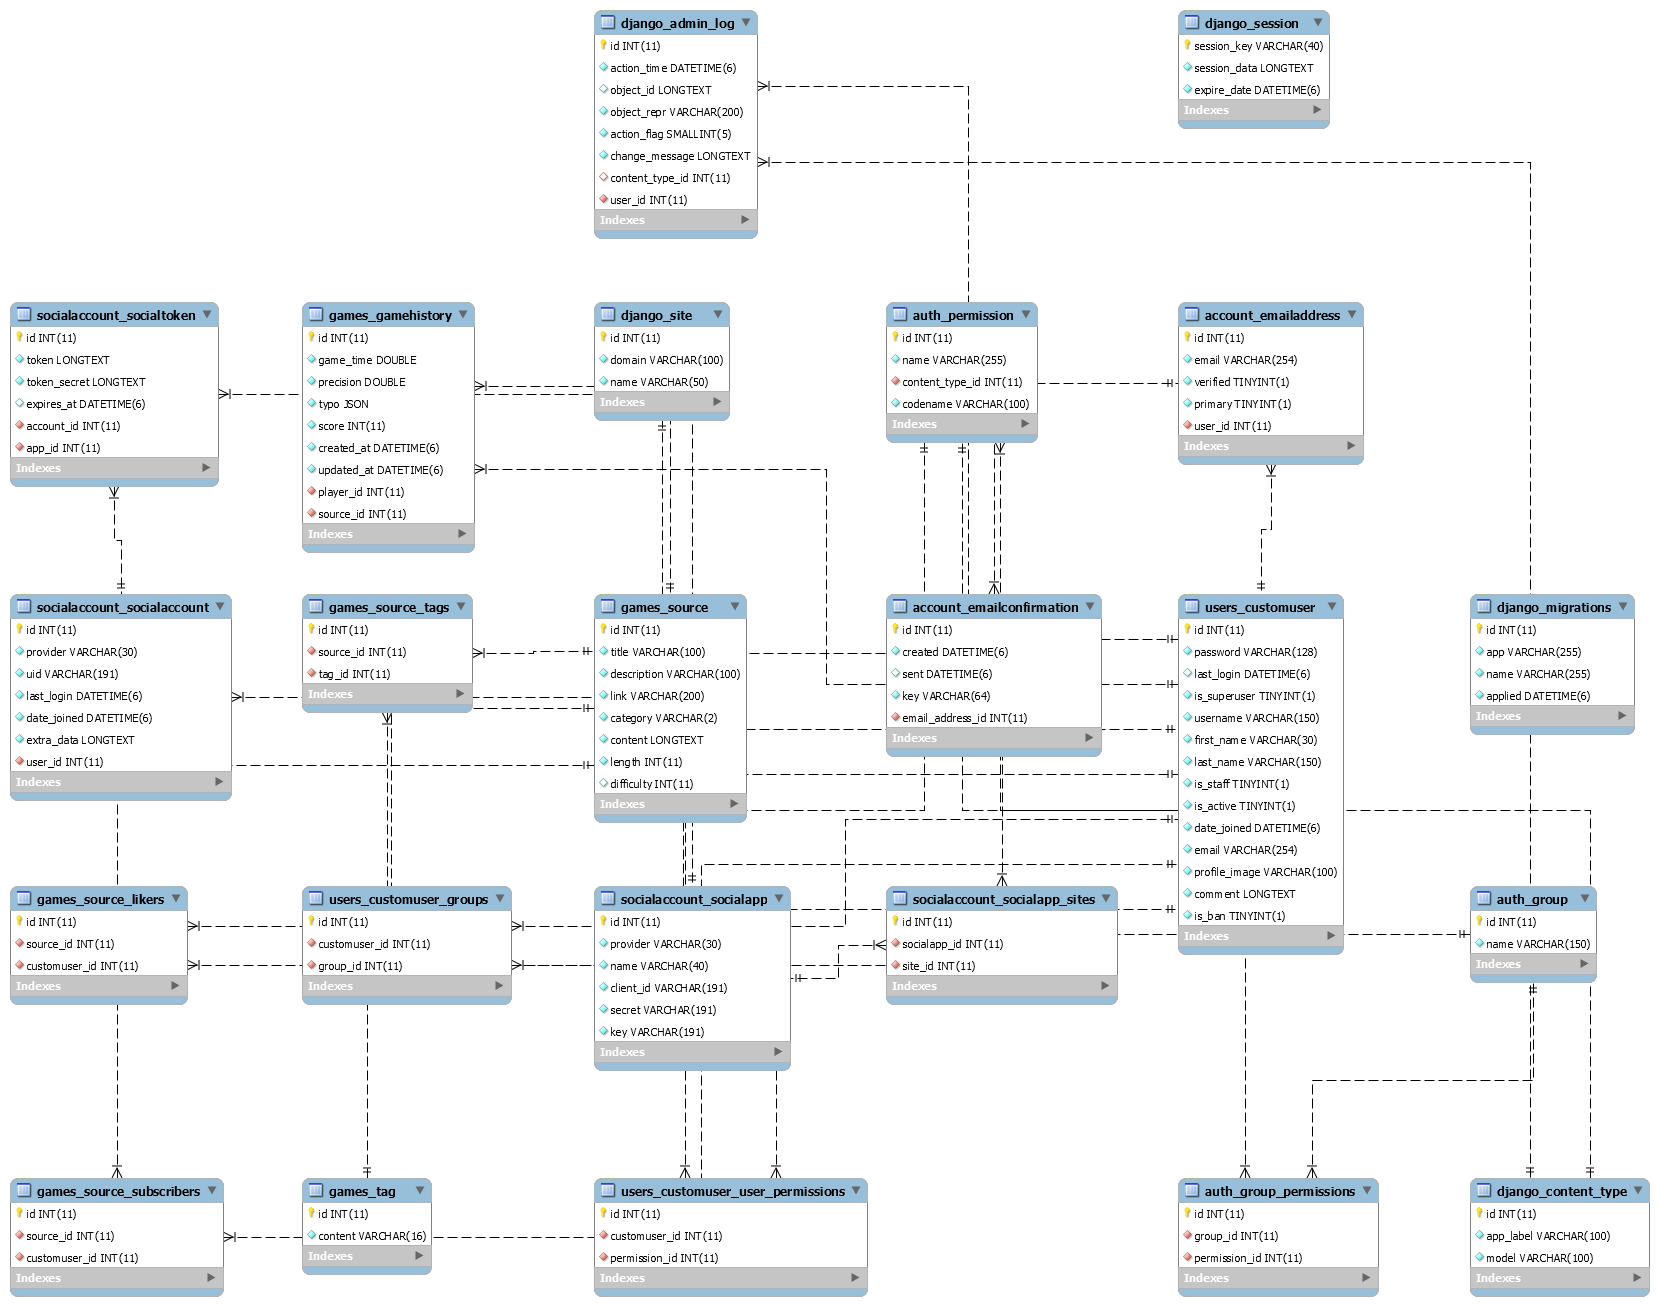 django_admin_log
id INT(11)
action_time DATETIME(6)
object_id LONGTEXT
object_repr VARCHAR(200)
action_flag SMALLINT(5)
change_message LONGTEXT
content_type_id INT(11)
user_id INT(11)
Indexes
django_session
session_key VARCHAR(40)
session_data LONGTEXT
expire_date DATETIME(6)
Indexes
socialaccount_socialtoken
id INT(11)
token LONGTEXT
token_secret LONGTEXT
expires_at DATETIME(6)
account_id INT(11)
app_id INT(11)
Indexes
games_gamehistory
id INT(11)
game_time DOUBLE
precision DOUBLE
typo JSON
score INT(11)
created_at DATETIME(6)
updated_at DATETIME(6)
player_id INT(11)
source_id INT(11)
Indexes
django_site
id INT(11)
domain VARCHAR(100)
name VARCHAR(50)
Indexes
auth_permission
id INT(11)
name VARCHAR(255)
content_type_id INT(11)
codename VARCHAR(100)
Indexes
account_emailaddress
id INT(11)
email VARCHAR(254)
verified TINYINT(1)
primary TINYINT(1)
user_id INT(11)
Indexes
socialaccount_socialaccount
id INT(11)
provider VARCHAR(30)
uid VARCHAR(191)
last_login DATETIME(6)
date_joined DATETIME(6)
extra_data LONGTEXT
user_id INT(11)
Indexes
games_source_tags
id INT(11)
source_id INT(11)
tag_id INT(11)
Indexes
games_source
id INT(11)
title VARCHAR(100)
description VARCHAR(100)
link VARCHAR(200)
category VARCHAR(2)
content LONGTEXT
length INT(11)
difficulty INT(11)
Indexes
account_emailconfirmation
id INT(11)
created DATETIME(6)
sent DATETIME(6)
key VARCHAR(64)
email_address_id INT(11)
Indexes
users_customuser
id INT(11)
password VARCHAR(128)
last_login DATETIME(6)
is_superuser TINYINT(1)
username VARCHAR(150)
first_name VARCHAR(30)
last_name VARCHAR(150)
is_staff TINYINT(1)
is_active TINYINT(1)
date_joined DATETIME(6)
email VARCHAR(254)
profile_image VARCHAR(100)
comment LONGTEXT
is_ban TINYINT(1)
Indexes
django_migrations
id INT(11)
app VARCHAR(255)
name VARCHAR(255)
applied DATETIME(6)
Indexes
games_source_likers
id INT(11)
source_id INT(11)
customuser_id INT(11)
Indexes
users_customuser_groups
id INT(11)
customuser_id INT(11)
group_id INT(11)
Indexes
socialaccount_socialapp
id INT(11)
provider VARCHAR(30)
name VARCHAR(40)
client_id VARCHAR(191)
secret VARCHAR(191)
key VARCHAR(191)
Indexes
socialaccount_socialapp_sites
id INT(11)
socialapp_id INT(11)
site_id INT(11)
Indexes
auth_group
id INT(11)
name VARCHAR(150)
Indexes
games_source_subscribers
id INT(11)
source_id INT(11)
customuser_id INT(11)
Indexes
games_tag
id INT(11)
content VARCHAR(16)
Indexes
users_customuser_user_permissions
id INT(11)
customuser_id INT(11)
permission_id INT(11)
Indexes
auth_group_permissions
id INT(11)
group_id INT(11)
permission_id INT(11)
Indexes
django_content_type
id INT(11)
app_label VARCHAR(100)
model VARCHAR(100)
Indexes